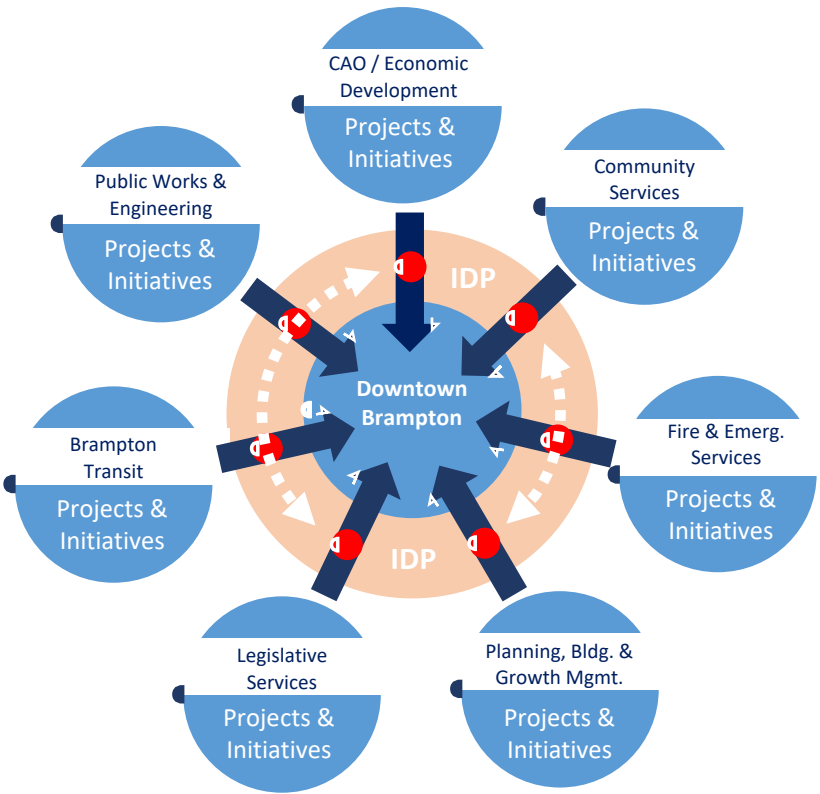 CAO / Economic
Development
Projects &
Initiatives
Public Works &
Engineering
Projects &
Initiatives
Community
Services
Projects &
Initiatives
IDP
Downtown
Brampton
Brampton
Transit
Projects &
Initiatives
Fire & Emerg.
Services
Projects &
Initiatives
IDP
Legislative
Services
Projects &
Initiatives
Planning, Bldg. &
Growth Mgmt.
Projects &
Initiatives